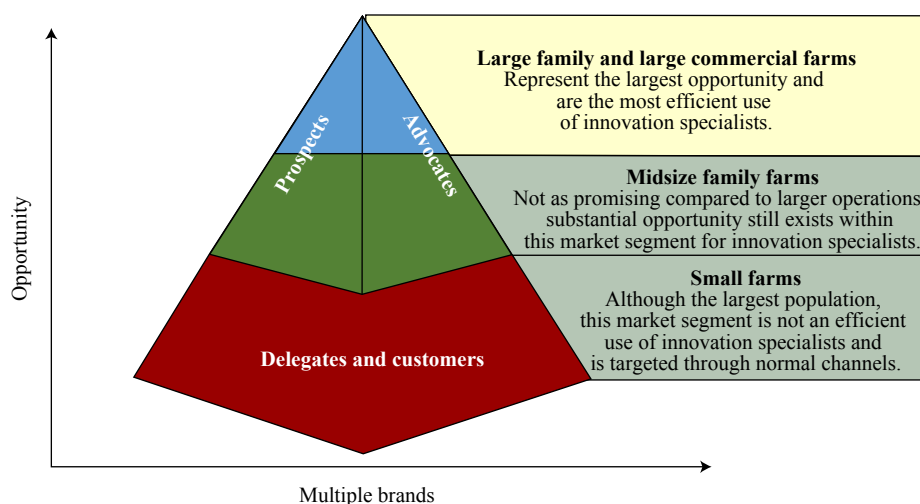 Large family and large commercial farms
Represent the largest opportunity and
are the most efficient use
of innovation specialists.
Prospects
Advocates
Midsize family farms
Not as promising compared to larger operations
substantial opportunity still exists within
this market segment for innovation specialists.
Opportunity
Small farms
Although the largest population,
this market segment is not an efficient
use of innovation specialists and
is targeted through normal channels.
Delegates and customers
Multiple brands